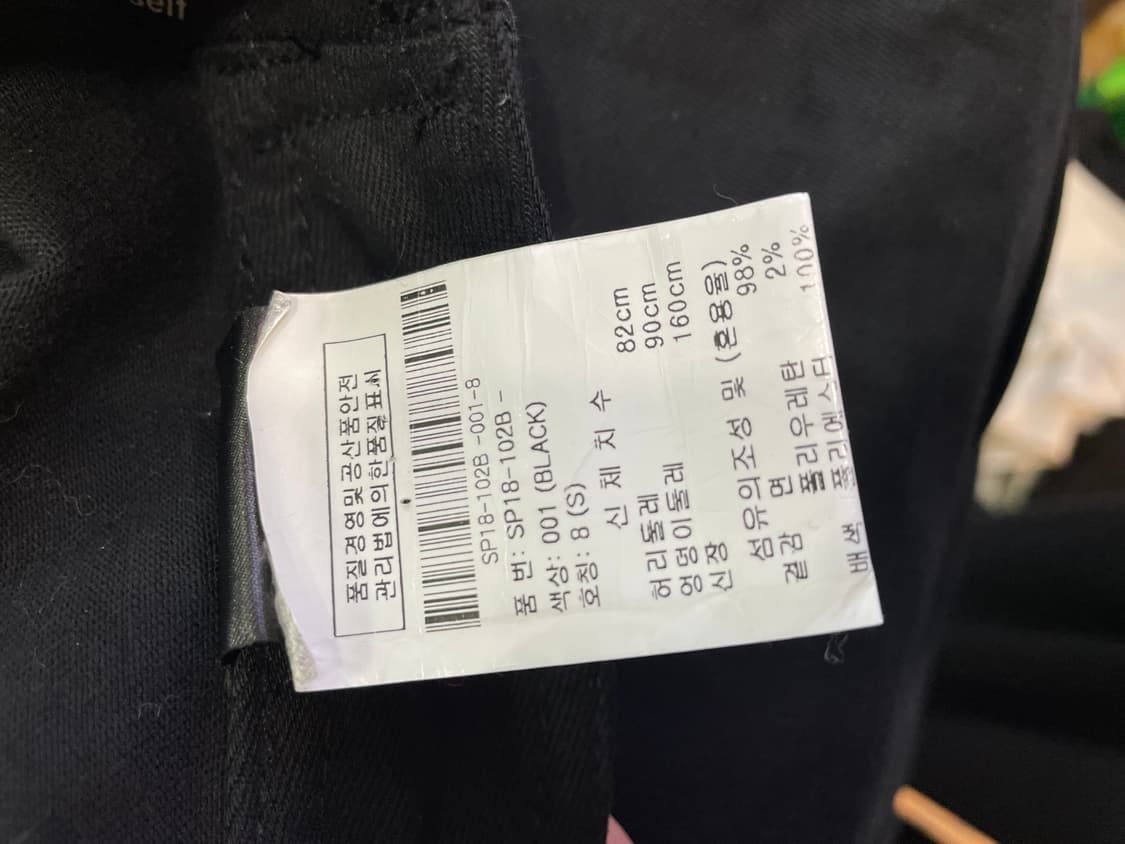 품질경영및 공산품안전
관리법에의한품질표시
SP18-102B -001-8
품 번: SP18-102B -
색상: 001 (BLACK)
호칭: 8 (S)
신 체 치 수
허리둘레 82cm
엉덩이둘레 90cm
신장 160cm
섬유의조성 및 (혼용율)
겉감 면 98%
폴리우레탄 2%
배색 폴리에스터 100%